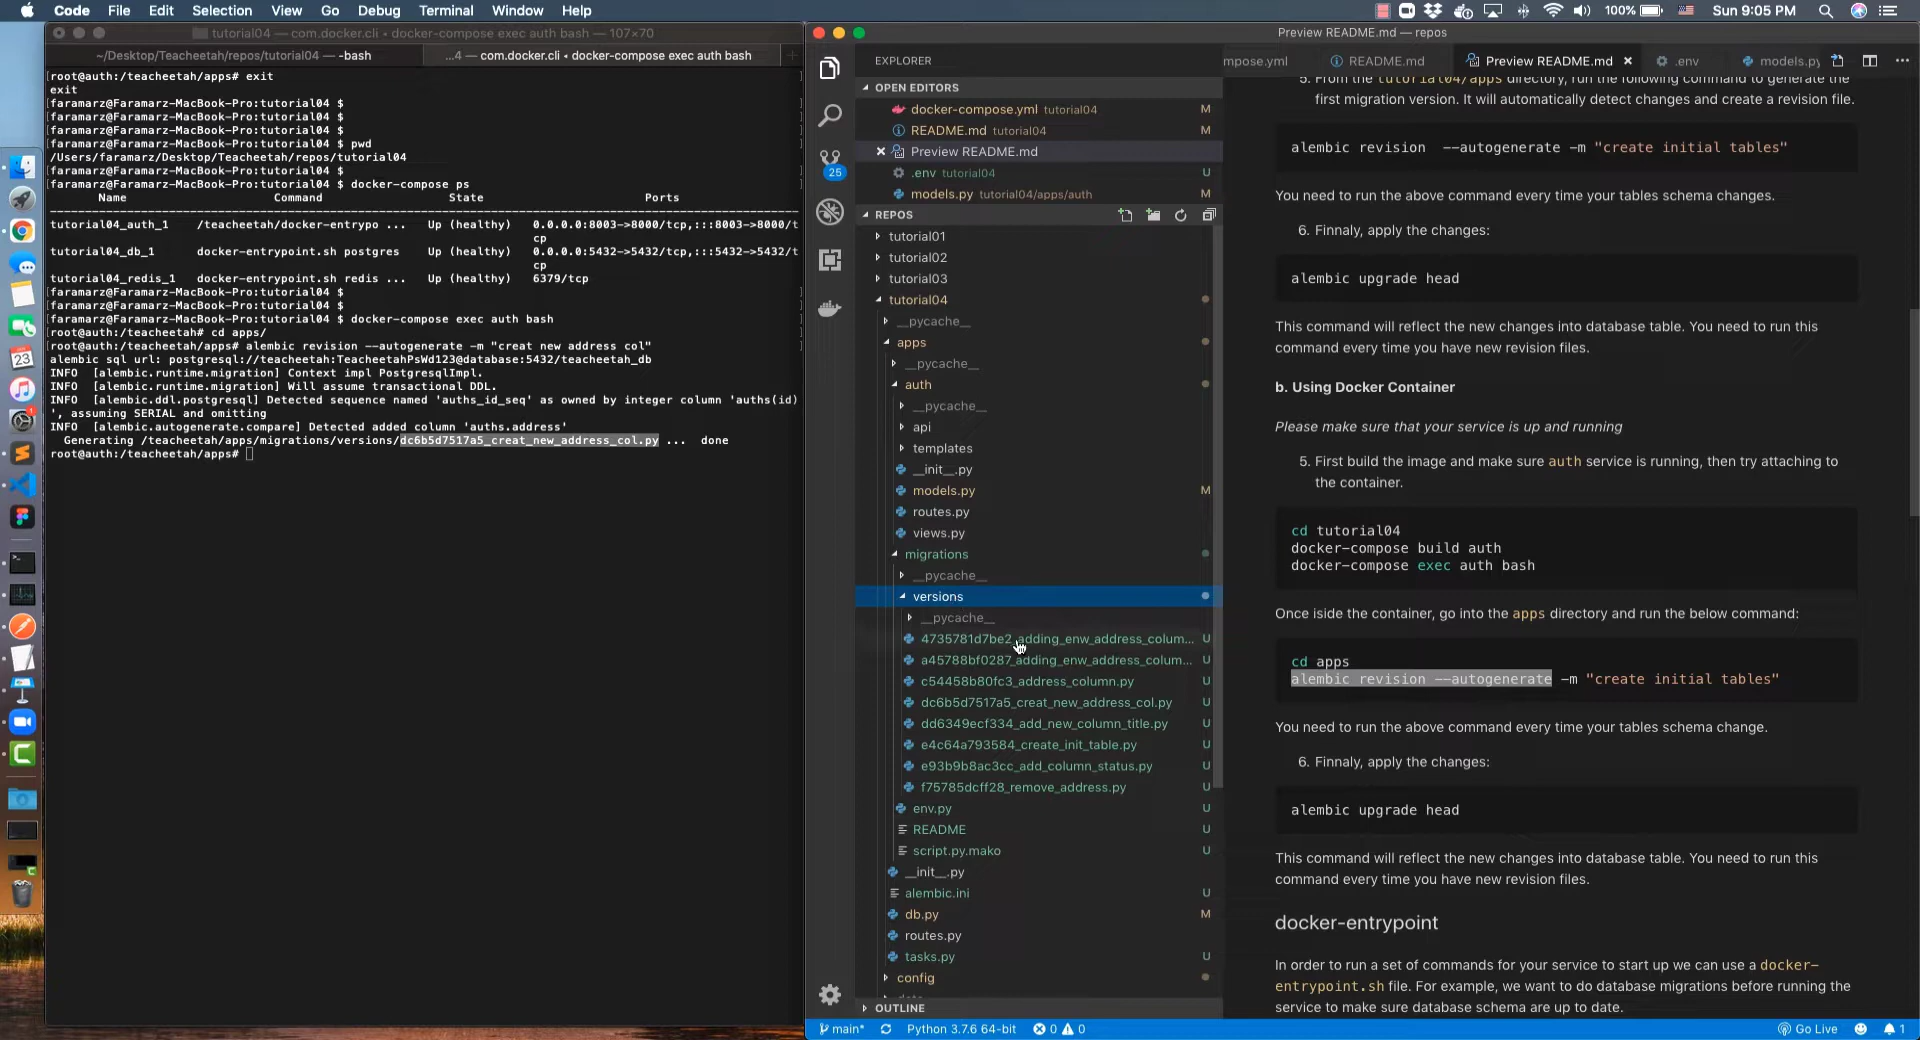 Code File Edit Selection View Go Debug Terminal Window Help
100% Sun 9:05 PM
tutorial04 — com.docker.cli • docker-compose exec auth bash — 107×70
~/Desktop/Teacheetah/repos/tutorial04 — -bash
...4 — com.docker.cli • docker-compose exec auth bash
[root@auth:/teacheetah/apps# exit
exit
[faramarz@Faramarz-MacBook-Pro:tutorial04 $
[faramarz@Faramarz-MacBook-Pro:tutorial04 $
[faramarz@Faramarz-MacBook-Pro:tutorial04 $
[faramarz@Faramarz-MacBook-Pro:tutorial04 $ pwd
/Users/faramarz/Desktop/Teacheetah/repos/tutorial04
[faramarz@Faramarz-MacBook-Pro:tutorial04 $
[faramarz@Faramarz-MacBook-Pro:tutorial04 $ docker-compose ps
Name Command State Ports
tutorial04_auth_1 /teacheetah/docker-entrypo ... Up (healthy) 0.0.0.0:8003->8000/tcp,:::8003->8000/t
cp
tutorial04_db_1 docker-entrypoint.sh postgres Up (healthy) 0.0.0.0:5432->5432/tcp,:::5432->5432/t
cp
tutorial04_redis_1 docker-entrypoint.sh redis ... Up (healthy) 6379/tcp
[faramarz@Faramarz-MacBook-Pro:tutorial04 $
[faramarz@Faramarz-MacBook-Pro:tutorial04 $
[faramarz@Faramarz-MacBook-Pro:tutorial04 $ docker-compose exec auth bash
[root@auth:/teacheetah# cd apps/
[root@auth:/teacheetah/apps# alembic revision --autogenerate -m "creat new address col"
alembic sql url: postgresql://teacheetah:TeacheetahPsWd123@database:5432/teacheetah_db
INFO [alembic.runtime.migration] Context impl PostgresqlImpl.
INFO [alembic.runtime.migration] Will assume transactional DDL.
INFO [alembic.ddl.postgresql] Detected sequence named 'auths_id_seq' as owned by integer column 'auths(id)
', assuming SERIAL and omitting
INFO [alembic.autogenerate.compare] Detected added column 'auths.address'
Generating /teacheetah/apps/migrations/versions/dc6b5d7517a5_creat_new_address_col.py ... done
root@auth:/teacheetah/apps#
Preview README.md — repos
EXPLORER
OPEN EDITORS
docker-compose.yml tutorial04 M
README.md tutorial04 M
Preview README.md
.env tutorial04 U
models.py tutorial04/apps/auth M
25
REPOS
tutorial01
tutorial02
tutorial03
tutorial04
__pycache__
apps
__pycache__
auth
__pycache__
api
templates
__init__.py
models.py M
routes.py
views.py
migrations
__pycache__
versions
__pycache__
4735781d7be2_adding_enw_address_colum... U
a45788bf0287_adding_enw_address_colum... U
c54458b80fc3_address_column.py U
dc6b5d7517a5_creat_new_address_col.py U
dd6349ecf334_add_new_column_title.py U
e4c64a793584_create_init_table.py U
e93b9b8ac3cc_add_column_status.py U
f75785dcff28_remove_address.py U
env.py U
README U
script.py.mako U
__init__.py
alembic.ini U
db.py M
routes.py
tasks.py U
config
OUTLINE
mpose.yml README.md Preview README.md .env models.py
5. From the tutorial04/apps directory, run the following command to generate the
first migration version. It will automatically detect changes and create a revision file.
alembic revision --autogenerate -m "create initial tables"
You need to run the above command every time your tables schema changes.
6. Finnaly, apply the changes:
alembic upgrade head
This command will reflect the new changes into database table. You need to run this
command every time you have new revision files.
b. Using Docker Container
Please make sure that your service is up and running
5. First build the image and make sure auth service is running, then try attaching to
the container.
cd tutorial04
docker-compose build auth
docker-compose exec auth bash
Once iside the container, go into the apps directory and run the below command:
cd apps
alembic revision --autogenerate -m "create initial tables"
You need to run the above command every time your tables schema change.
6. Finnaly, apply the changes:
alembic upgrade head
This command will reflect the new changes into database table. You need to run this
command every time you have new revision files.
docker-entrypoint
In order to run a set of commands for your service to start up we can use a docker-
entrypoint.sh file. For example, we want to do database migrations before running the
service to make sure database schema are up to date.
main* Python 3.7.6 64-bit 0 0 Go Live 1